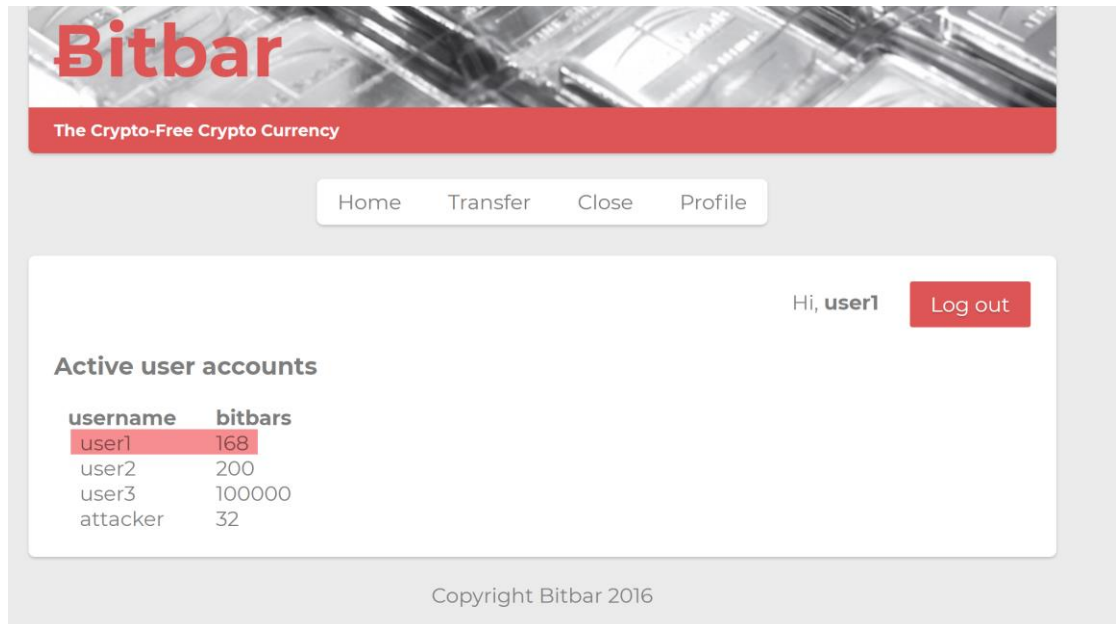 Ƀitbar
The Crypto-Free Crypto Currency
Home Transfer Close Profile
Hi, user1 Log out
Active user accounts
username bitbars
user1 168
user2 200
user3 100000
attacker 32
Copyright Bitbar 2016